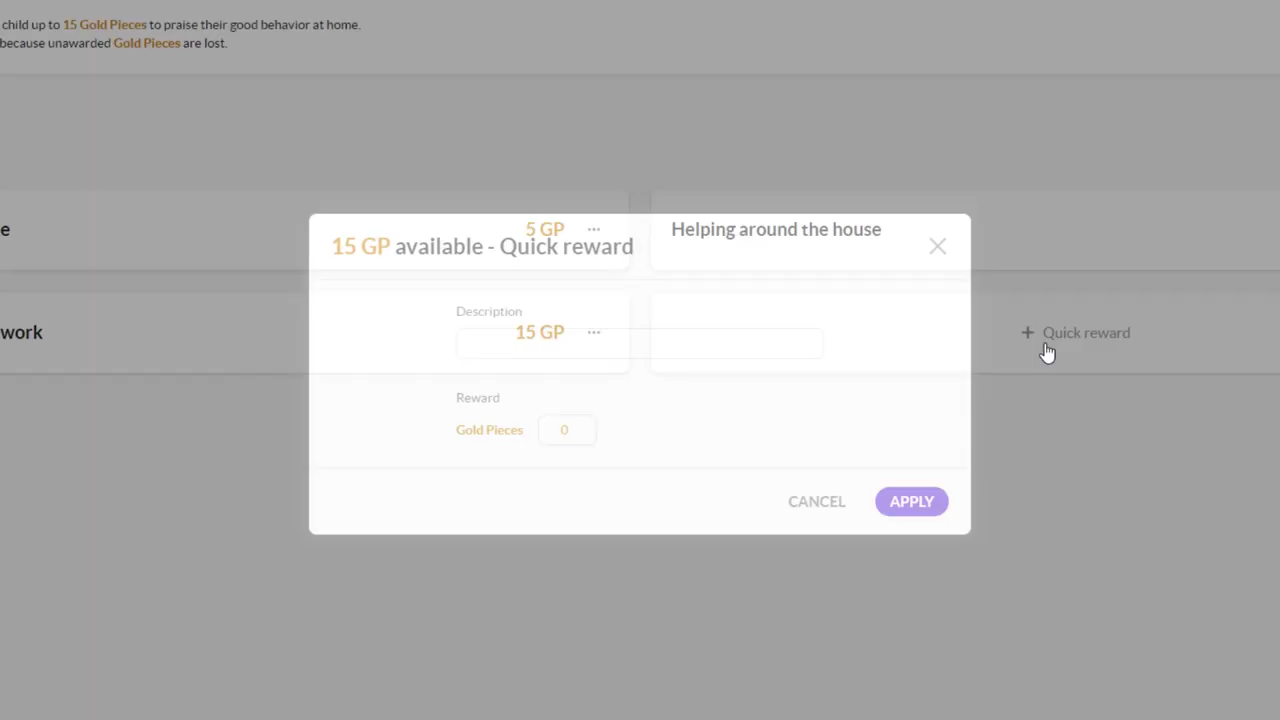 child up to 15 Gold Pieces to praise their good behavior at home.
because unawarded Gold Pieces are lost.
e
5 GP ...
Helping around the house
15 GP available - Quick reward
Description
work
15 GP ...
+ Quick reward
Reward
Gold Pieces 0
CANCEL
APPLY